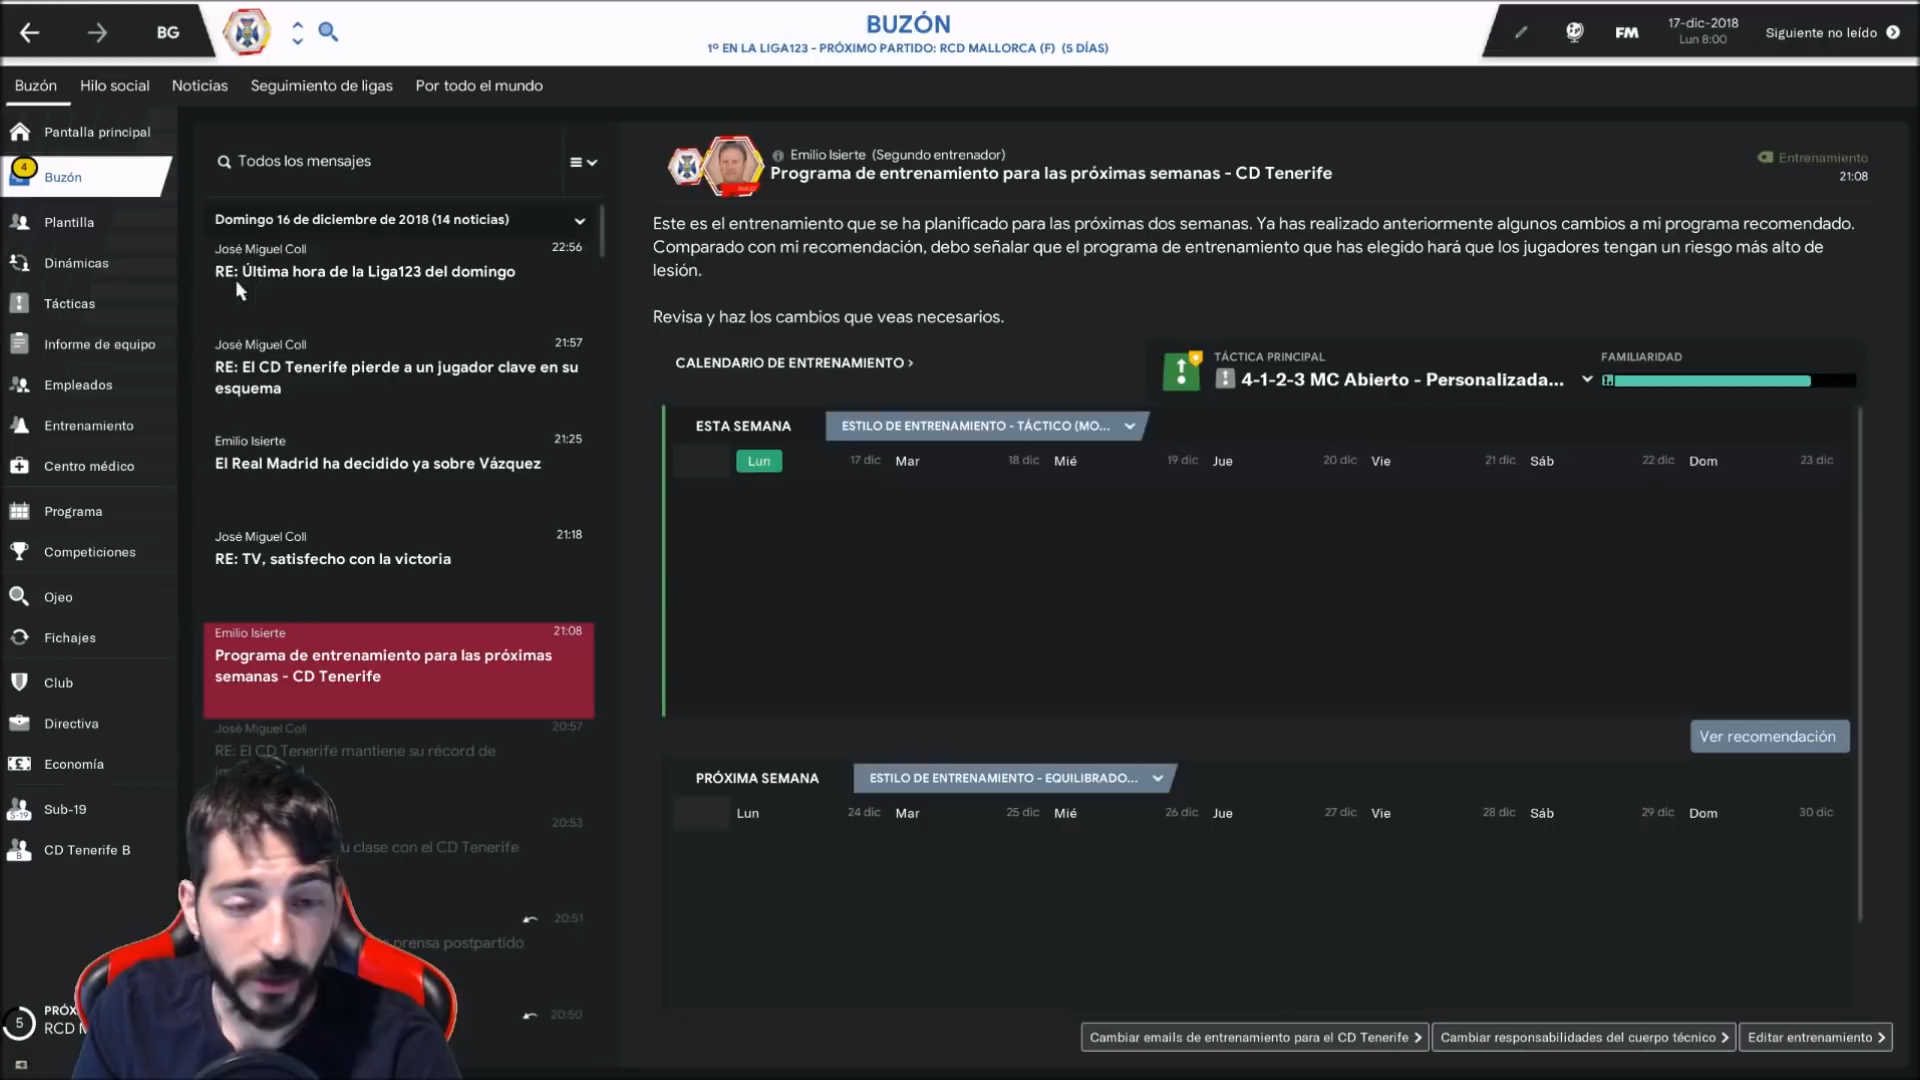 BG
BUZÓN
1º EN LA LIGA123 - PRÓXIMO PARTIDO: RCD MALLORCA (F) (5 DÍAS)
FM
17-dic-2018
Lun 8:00
Siguiente no leído
Buzón
Hilo social
Noticias
Seguimiento de ligas
Por todo el mundo
Pantalla principal
4
Buzón
Plantilla
Dinámicas
Tácticas
Informe de equipo
Empleados
Entrenamiento
Centro médico
Programa
Competiciones
Ojeo
Fichajes
Club
Directiva
Economía
S-19
Sub-19
B
CD Tenerife B
5
RCD
Todos los mensajes
Domingo 16 de diciembre de 2018 (14 noticias)
José Miguel Coll 22:56
RE: Última hora de la Liga123 del domingo
José Miguel Coll 21:57
RE: El CD Tenerife pierde a un jugador clave en su
esquema
Emilio Isierte 21:25
El Real Madrid ha decidido ya sobre Vázquez
José Miguel Coll 21:18
RE: TV, satisfecho con la victoria
Emilio Isierte 21:08
Programa de entrenamiento para las próximas
semanas - CD Tenerife
José Miguel Coll 20:57
RE: El CD Tenerife mantiene su récord de
20:53
clase con el CD Tenerife
20:51
prensa postpartido
20:50
Emilio Isierte (Segundo entrenador)
Programa de entrenamiento para las próximas semanas - CD Tenerife
Entrenamiento
21:08
Este es el entrenamiento que se ha planificado para las próximas dos semanas. Ya has realizado anteriormente algunos cambios a mi programa recomendado.
Comparado con mi recomendación, debo señalar que el programa de entrenamiento que has elegido hará que los jugadores tengan un riesgo más alto de
lesión.
Revisa y haz los cambios que veas necesarios.
CALENDARIO DE ENTRENAMIENTO >
TÁCTICA PRINCIPAL
4-1-2-3 MC Abierto - Personalizada...
FAMILIARIDAD
ESTA SEMANA
ESTILO DE ENTRENAMIENTO - TÁCTICO (MO...
Lun 17 dic Mar 18 dic Mié 19 dic Jue 20 dic Vie 21 dic Sáb 22 dic Dom 23 dic
Ver recomendación
PRÓXIMA SEMANA
ESTILO DE ENTRENAMIENTO - EQUILIBRADO...
Lun 24 dic Mar 25 dic Mié 26 dic Jue 27 dic Vie 28 dic Sáb 29 dic Dom 30 dic
Cambiar emails de entrenamiento para el CD Tenerife >
Cambiar responsabilidades del cuerpo técnico >
Editar entrenamiento >